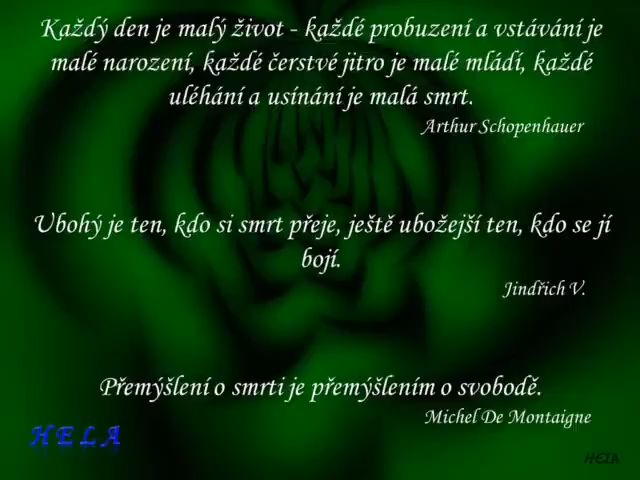 Každý den je malý život - každé probuzení a vstávání je
malé narození, každé čerstvé jitro je malé mládí, každé
uléhání a usínání je malá smrt.
Arthur Schopenhauer
Ubohý je ten, kdo si smrt přeje, ještě ubožejší ten, kdo se jí
bojí.
Jindřich V.
Přemýšlení o smrti je přemýšlením o svobodě.
Michel De Montaigne
HELA
HELA